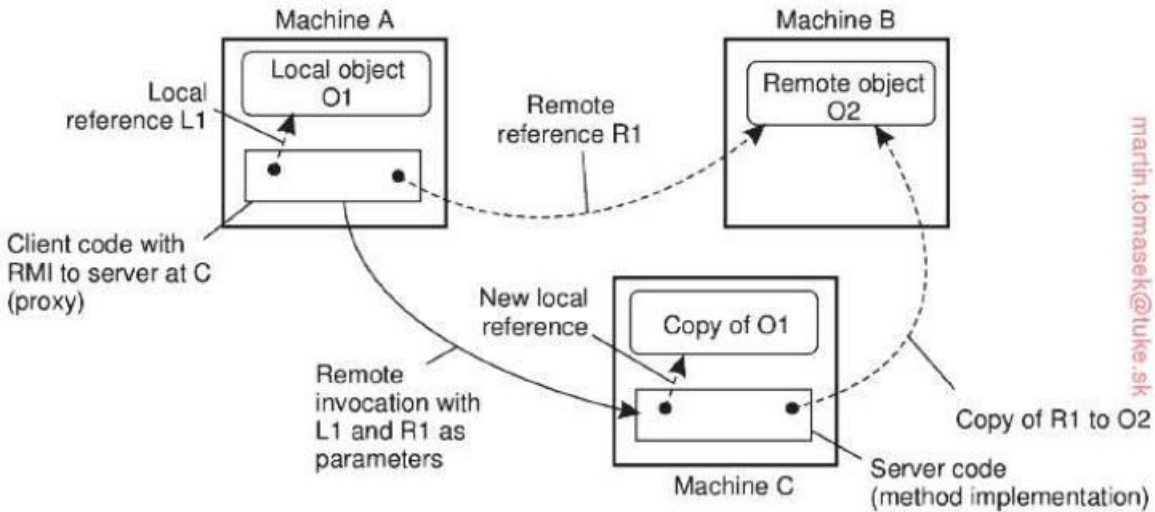 Machine A
Machine B
Local object
O1
Remote object
O2
Local
reference L1
Remote
reference R1
Client code with
RMI to server at C
(proxy)
New local
reference
Copy of O1
Remote
invocation with
L1 and R1 as
parameters
Copy of R1 to O2
Machine C
Server code
(method implementation)
martin.tomasek@tuke.sk